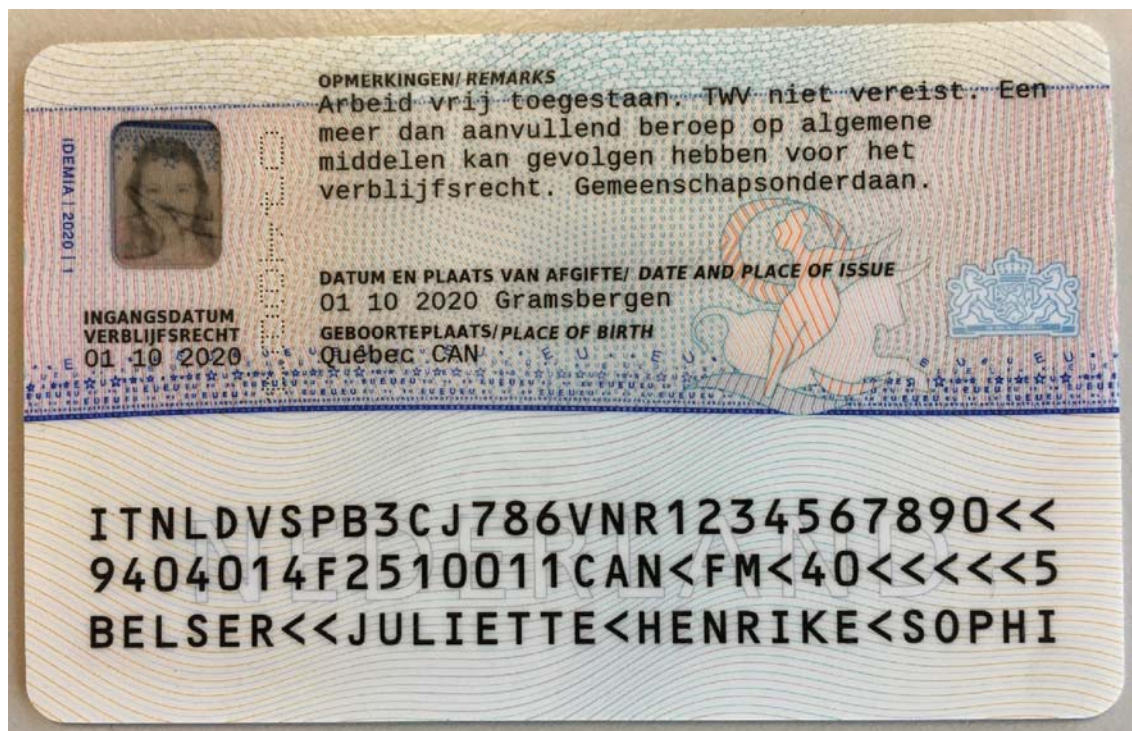 OPMERKINGEN/ REMARKS
Arbeid vrij toegestaan. TWV niet vereist. Een
meer dan aanvullend beroep op algemene
middelen kan gevolgen hebben voor het
verblijfsrecht. Gemeenschapsonderdaan.
IDEMIA | 2020 | 1
DATUM EN PLAATS VAN AFGIFTE/ DATE AND PLACE OF ISSUE
01 10 2020 Gramsbergen
INGANGSDATUM
VERBLIJFSRECHT
01 10 2020
GEBOORTEPLAATS/PLACE OF BIRTH
Québec CAN
NEDERLAND
ITNLDVSPB3CJ786VNR1234567890<<
9404014F2510011CAN<FM<40<<<<<5
BELSER<<JULIETTE<HENRIKE<SOPHI